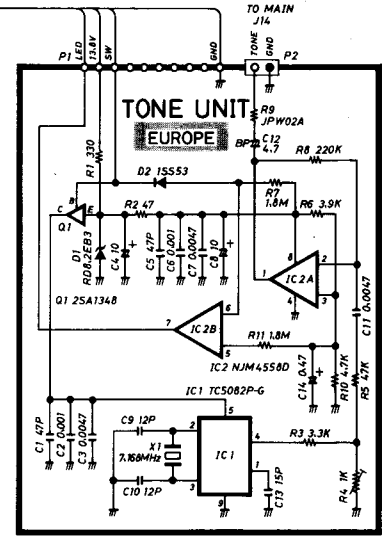 TO MAIN
J14
P1
LED
13.8V
SW
GND
TONE
GND
P2
TONE UNIT
EUROPE
R9
JPW02A
BP
C12
4.7
R8 220K
R1 330
D2 1SS53
R7
1.8M
R6 3.9K
B
C
E
Q1
R2 47
D1
RD8.2EB3
C4 10
+
C5 47P
C6 0.001
C7 0.0047
C8 10
+
8
1
IC2A
2
3
4
C11 0.0047
Q1 2SA1348
7
IC2B
6
5
R11 1.8M
IC2 NJM4558D
C14 0.47
+
R10 4.7K
R5 47K
IC1 TC5082P-G
C1 47P
C2 0.001
C3 0.0047
C9 12P
X1
7.168MHz
C10 12P
5
2
3
IC1
4
1
9
R3 3.3K
C13 15P
R4 1K